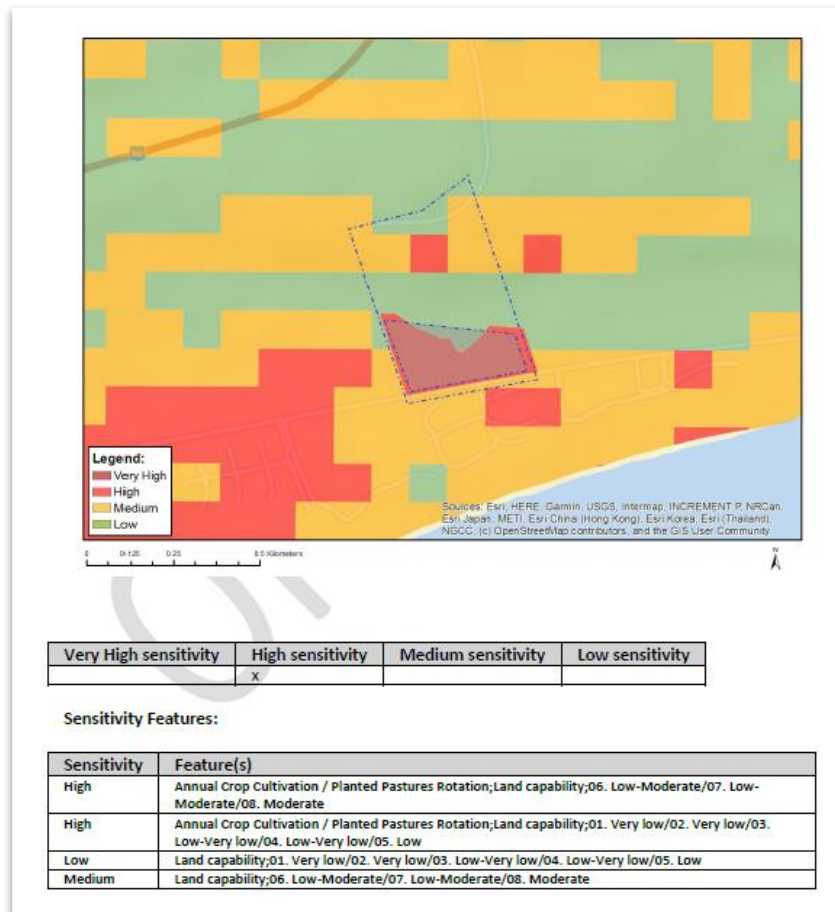 Legend:
Very High
High
Medium
Low
Sources: Esri, HERE, Garmin, USGS, Intermap, INCREMENT P, NRCan,
Esri Japan, METI, Esri China (Hong Kong), Esri Korea, Esri (Thailand),
NGCC, (c) OpenStreetMap contributors, and the GIS User Community
0 0.125 0.25 0.5 Kilometers
N
Very High sensitivity High sensitivity Medium sensitivity Low sensitivity
X
Sensitivity Features:
Sensitivity Feature(s)
High Annual Crop Cultivation / Planted Pastures Rotation;Land capability;06. Low-Moderate/07. Low-
Moderate/08. Moderate
High Annual Crop Cultivation / Planted Pastures Rotation;Land capability;01. Very low/02. Very low/03.
Low-Very low/04. Low-Very low/05. Low
Low Land capability;01. Very low/02. Very low/03. Low-Very low/04. Low-Very low/05. Low
Medium Land capability;06. Low-Moderate/07. Low-Moderate/08. Moderate